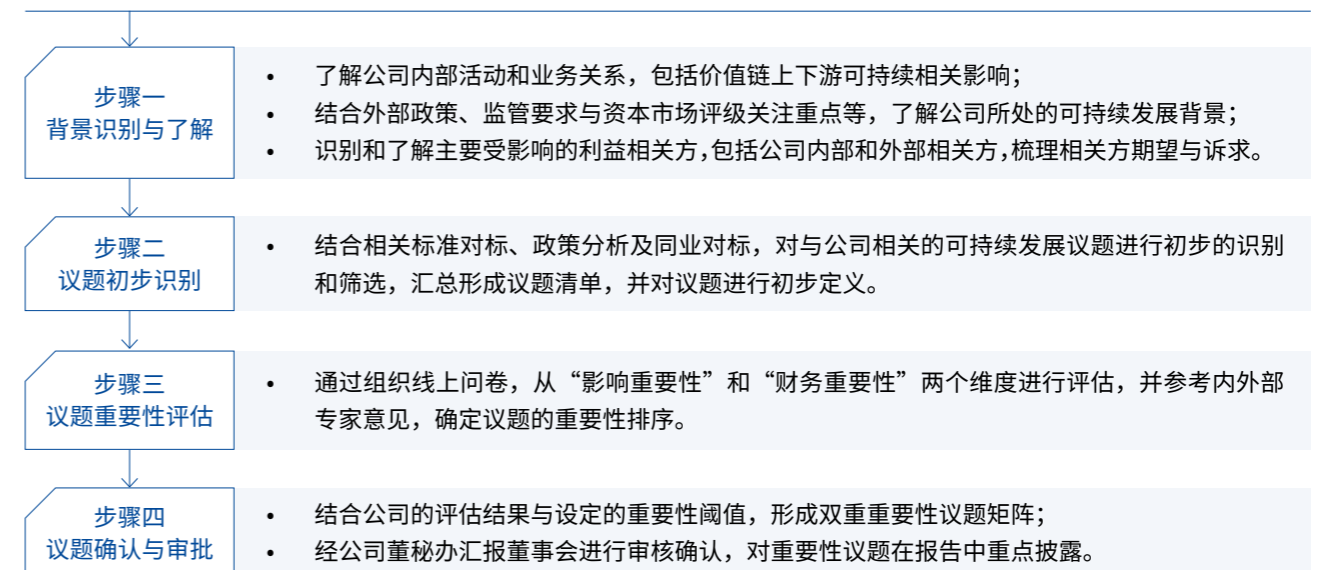 步骤一
背景识别与了解
• 了解公司内部活动和业务关系，包括价值链上下游可持续相关影响；
• 结合外部政策、监管要求与资本市场评级关注重点等，了解公司所处的可持续发展背景；
• 识别和了解主要受影响的利益相关方，包括公司内部和外部相关方，梳理相关方期望与诉求。
步骤二
议题初步识别
• 结合相关标准对标、政策分析及同业对标，对与公司相关的可持续发展议题进行初步的识别
和筛选，汇总形成议题清单，并对议题进行初步定义。
步骤三
议题重要性评估
• 通过组织线上问卷，从“影响重要性”和“财务重要性”两个维度进行评估，并参考内外部
专家意见，确定议题的重要性排序。
步骤四
议题确认与审批
• 结合公司的评估结果与设定的重要性阈值，形成双重重要性议题矩阵；
• 经公司董秘办汇报董事会进行审核确认，对重要性议题在报告中重点披露。